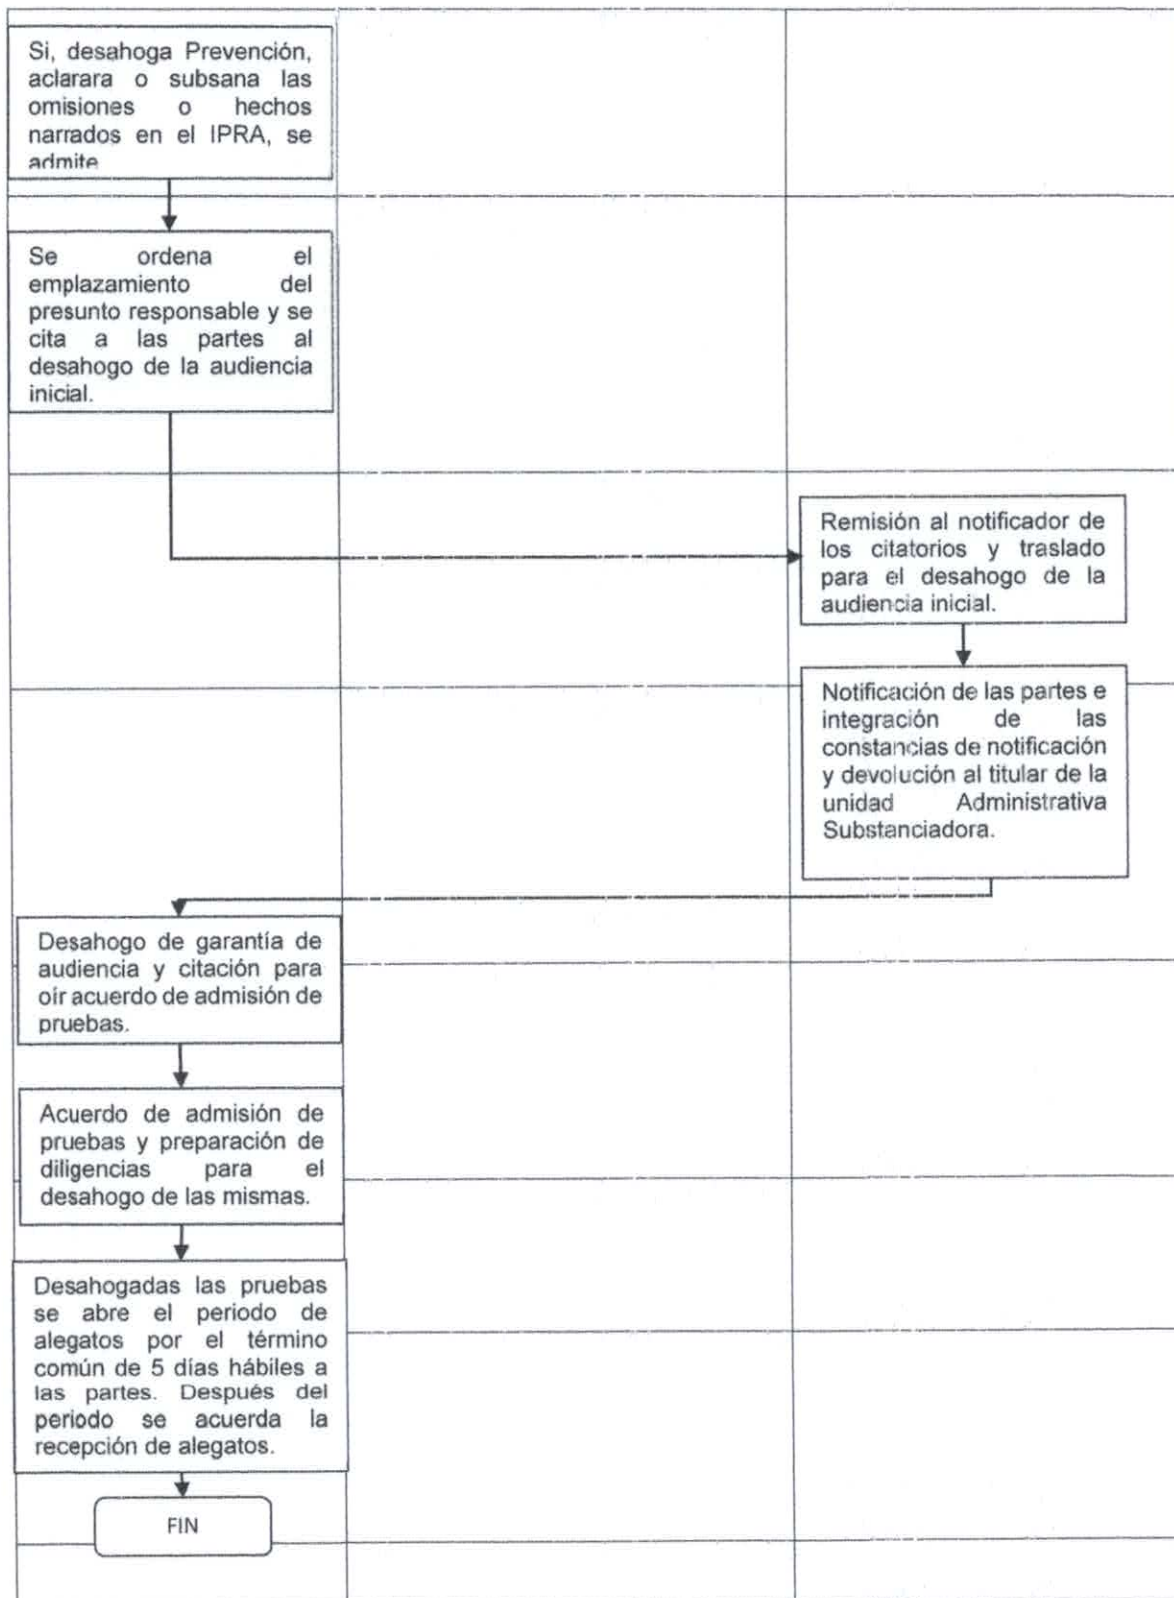 Si, desahoga Prevención,
aclarara o subsana las
omisiones o hechos
narrados en el IPRA, se
admite
Se ordena el
emplazamiento del
presunto responsable y se
cita a las partes al
desahogo de la audiencia
inicial.
Remisión al notificador de
los citatorios y traslado
para el desahogo de la
audiencia inicial.
Notificación de las partes e
integración de las
constancias de notificación
y devolución al titular de la
unidad Administrativa
Substanciadora.
Desahogo de garantía de
audiencia y citación para
oír acuerdo de admisión de
pruebas.
Acuerdo de admisión de
pruebas y preparación de
diligencias para el
desahogo de las mismas.
Desahogadas las pruebas
se abre el periodo de
alegatos por el término
común de 5 días hábiles a
las partes. Después del
periodo se acuerda la
recepción de alegatos.
FIN